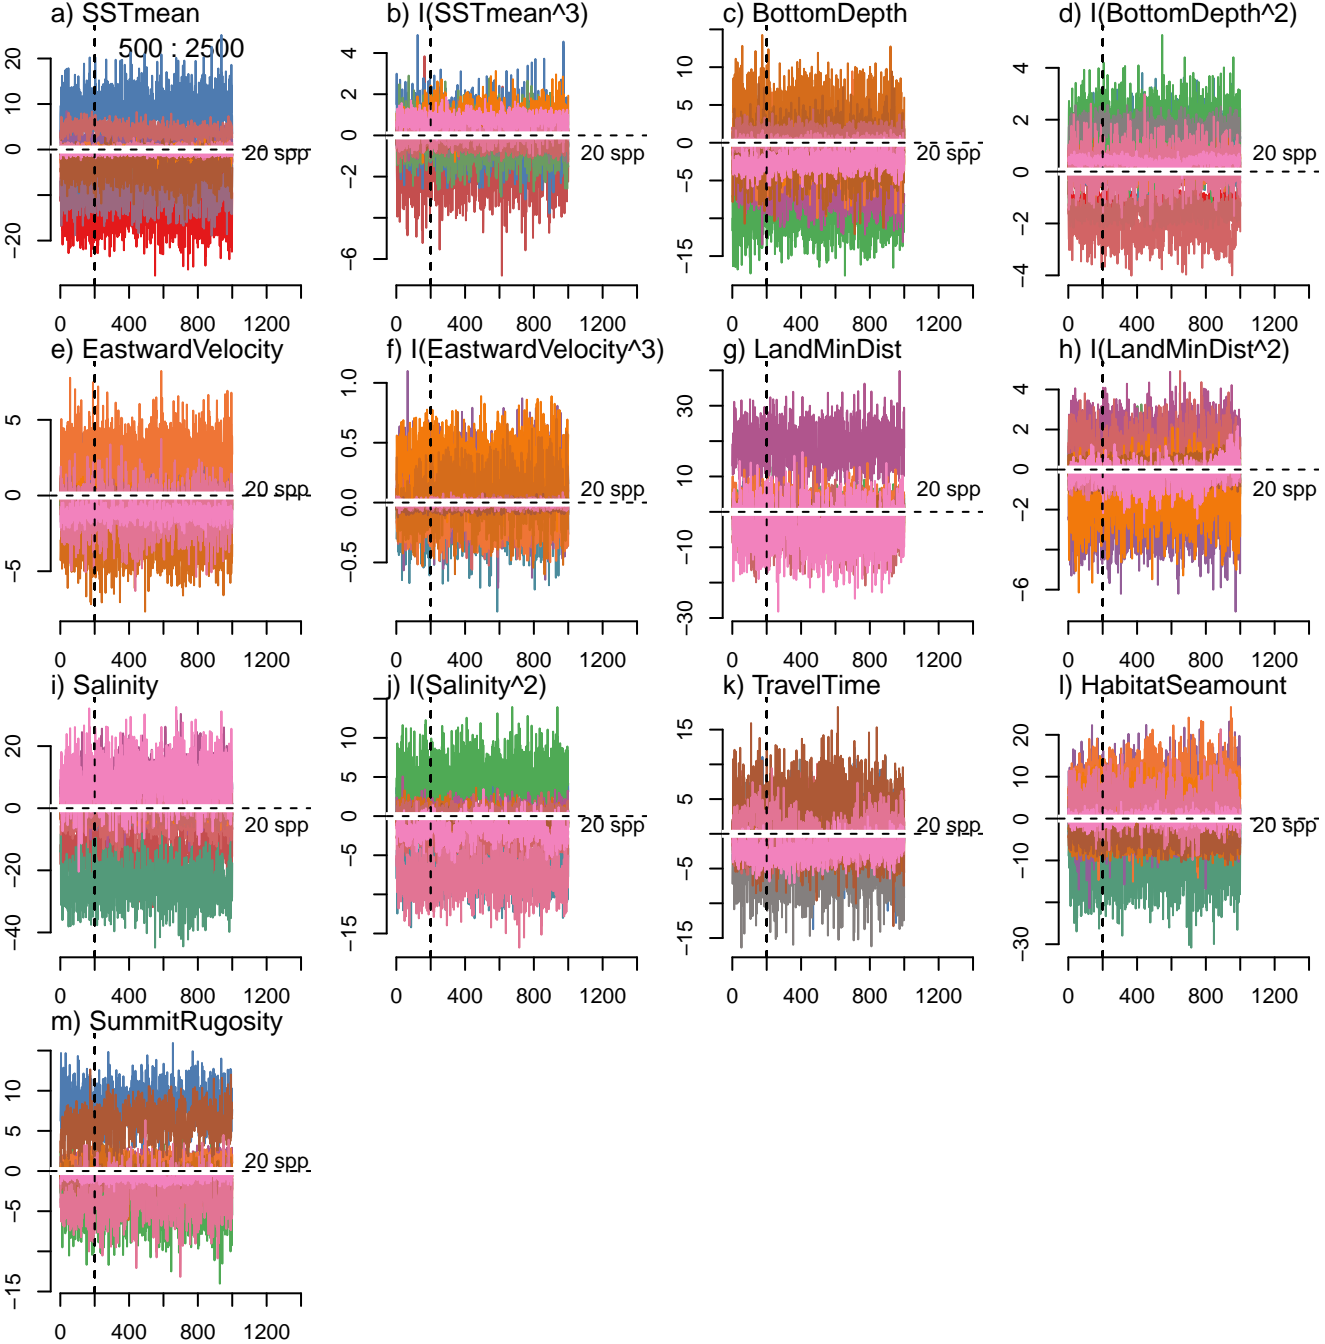 a) SSTmean
500 : 2500
20
10
0
-20
20 spp
0 400 800 1200
b) I(SSTmean^3)
4
2
0
-2
-6
0 400 800 1200
c) BottomDepth
10
5
0
-5
-15
20 spp
0 400 800 1200
d) I(BottomDepth^2)
4
2
0
-2
-4
20 spp
0 400 800 1200
e) EastwardVelocity
5
0
-5
20 spp
0 400 800 1200
f) I(EastwardVelocity^3)
1.0
0.5
0.0
-0.5
20 spp
0 400 800 1200
g) LandMinDist
30
10
-10
-30
20 spp
0 400 800 1200
h) I(LandMinDist^2)
4
2
0
-2
-6
20 spp
0 400 800 1200
i) Salinity
20
0
-20
-40
20 spp
0 400 800 1200
j) I(Salinity^2)
10
5
0
-5
-15
20 spp
0 400 800 1200
k) TravelTime
15
5
-5
-15
20 spp
0 400 800 1200
l) HabitatSeamount
20
10
0
-10
-30
20 spp
0 400 800 1200
m) SummitRugosity
10
5
0
-5
-15
20 spp
0 400 800 1200